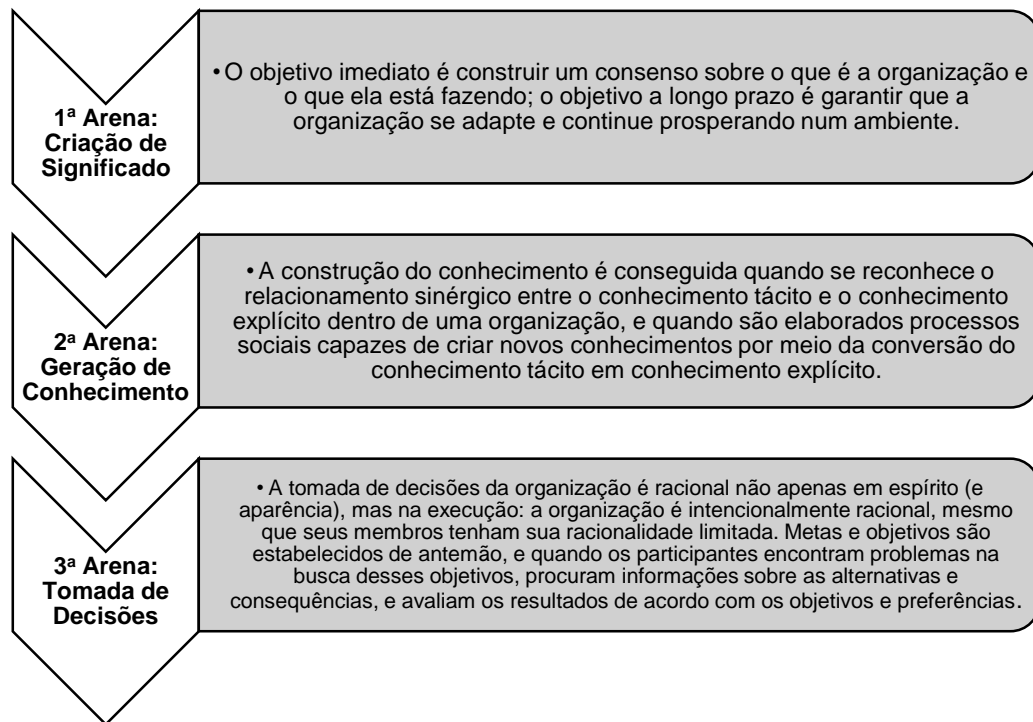 1ª Arena:
Criação de
Significado
• O objetivo imediato é construir um consenso sobre o que é a organização e
o que ela está fazendo; o objetivo a longo prazo é garantir que a
organização se adapte e continue prosperando num ambiente.
2ª Arena:
Geração de
Conhecimento
• A construção do conhecimento é conseguida quando se reconhece o
relacionamento sinérgico entre o conhecimento tácito e o conhecimento
explícito dentro de uma organização, e quando são elaborados processos
sociais capazes de criar novos conhecimentos por meio da conversão do
conhecimento tácito em conhecimento explícito.
3ª Arena:
Tomada de
Decisões
• A tomada de decisões da organização é racional não apenas em espírito (e
aparência), mas na execução: a organização é intencionalmente racional, mesmo
que seus membros tenham sua racionalidade limitada. Metas e objetivos são
estabelecidos de antemão, e quando os participantes encontram problemas na
busca desses objetivos, procuram informações sobre as alternativas e
consequências, e avaliam os resultados de acordo com os objetivos e preferências.